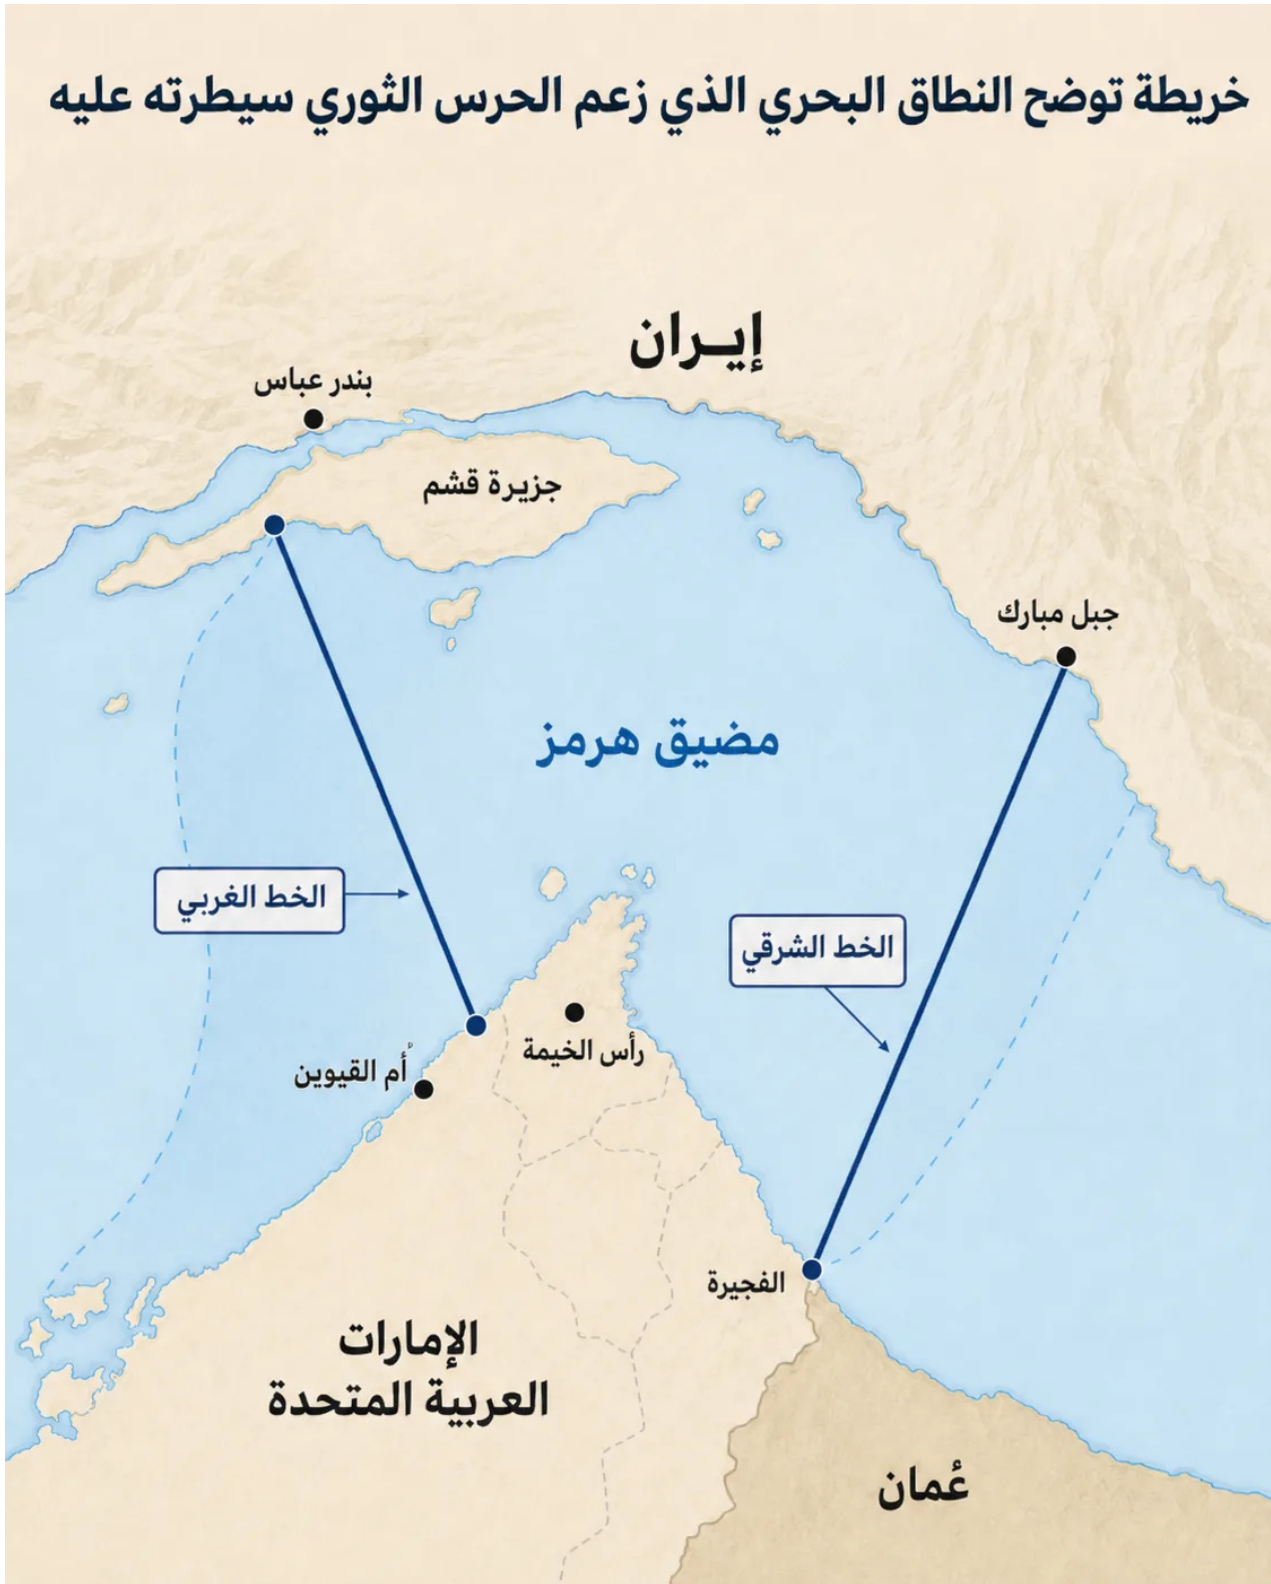 خريطة توضح النطاق البحري الذي زعم الحرس الثوري سيطرته عليه
إيـران
بندر عباس
جزيرة قشم
جبل مبارك
مضيق هرمز
الخط الغربي
الخط الشرقي
رأس الخيمة
أُم القيوين
الفجيرة
الإمارات
العربية المتحدة
عُمان